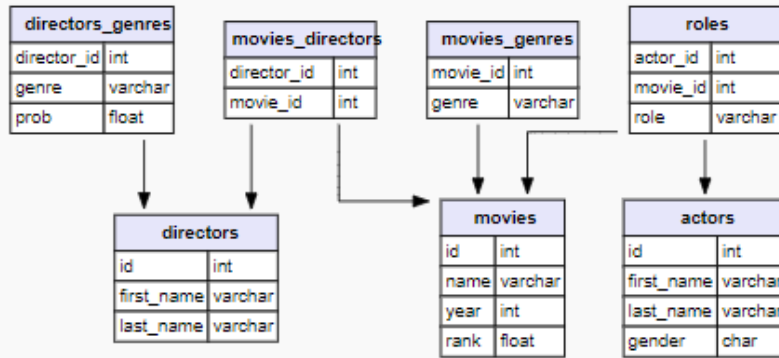 directors_genres
director_id int
genre varchar
prob float
movies_directors
director_id int
movie_id int
movies_genres
movie_id int
genre varchar
roles
actor_id int
movie_id int
role varchar
directors
id int
first_name varchar
last_name varchar
movies
id int
name varchar
year int
rank float
actors
id int
first_name varchar
last_name varchar
gender char